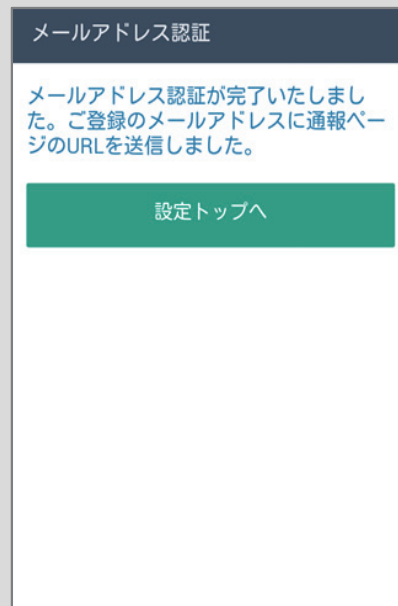 メールアドレス認証
メールアドレス認証が完了いたしまし
た。ご登録のメールアドレスに通報ペー
ジのURLを送信しました。
設定トップへ